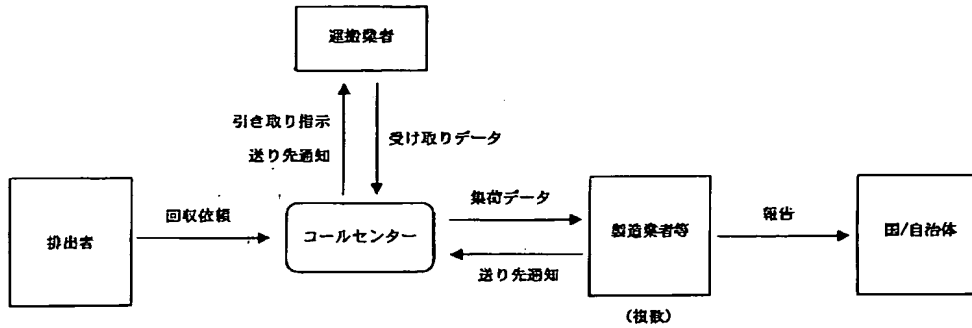 運搬業者
引き取り指示
送り先通知
受け取りデータ
排出者
回収依頼
コールセンター
集荷データ
送り先通知
製造業者等
(複数)
報告
国/自治体